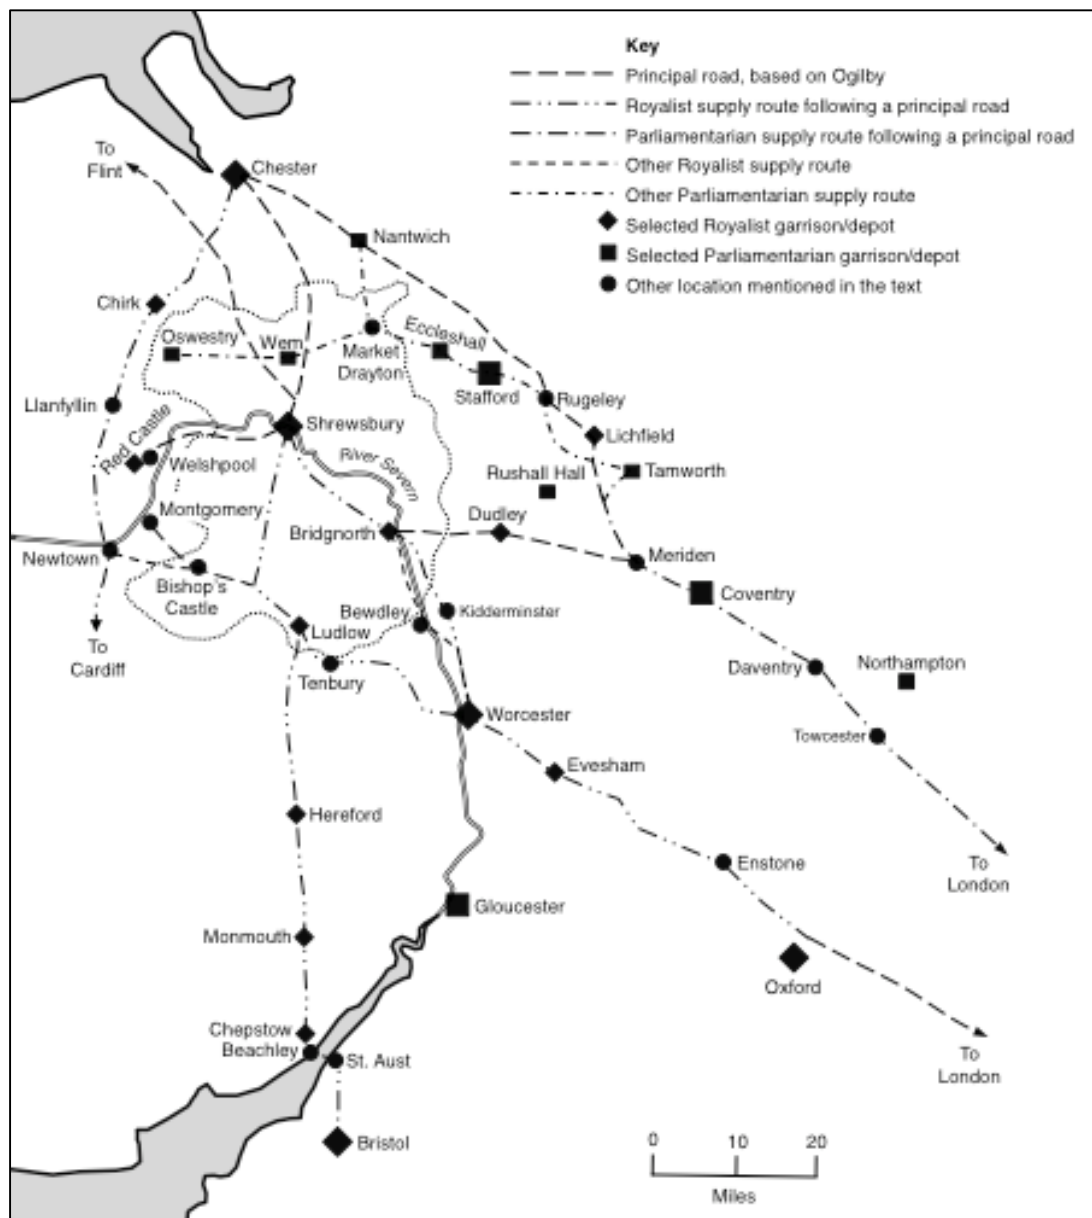 Key
Principal road, based on Ogilby
Royalist supply route following a principal road
Parliamentarian supply route following a principal road
Other Royalist supply route
Other Parliamentarian supply route
Selected Royalist garrison/depot
Selected Parliamentarian garrison/depot
Other location mentioned in the text
To
Flint
Chester
Nantwich
Chirk
Oswestry
Wem
Market
Drayton
Eccleshall
Stafford
Rugeley
Llanfyllin
Shrewsbury
Lichfield
Red Castle
Welshpool
River Severn
Rushall Hall
Tamworth
Montgomery
Dudley
Bridgnorth
Newtown
Meriden
Bishop's
Castle
Coventry
Bewdley
Kidderminster
To
Cardiff
Ludlow
Tenbury
Daventry
Northampton
Worcester
Towcester
Evesham
Hereford
Enstone
To
London
Gloucester
Monmouth
Oxford
Chepstow
Beachley
St. Aust
To
London
Bristol
0 10 20
Miles